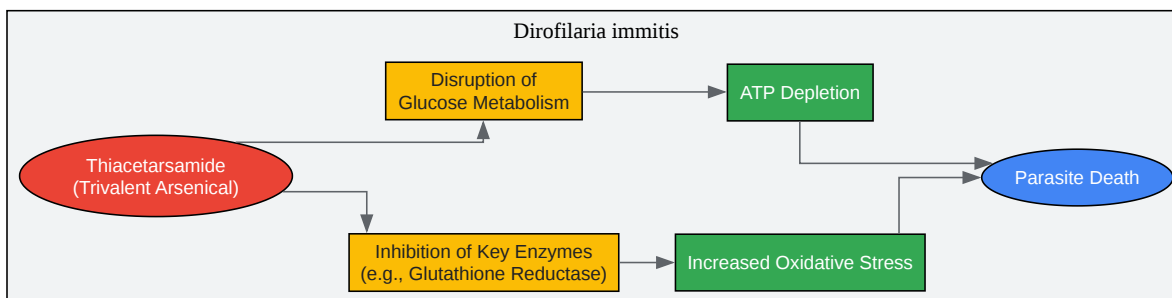 Dirofilaria immitis
Disruption of
Glucose Metabolism
ATP Depletion
Thiacetarsamide
(Trivalent Arsenical)
Parasite Death
Inhibition of Key Enzymes
(e.g., Glutathione Reductase)
Increased Oxidative Stress